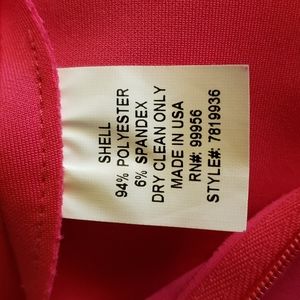 SHELL
94% POLYESTER
6% SPANDEX
DRY CLEAN ONLY
MADE IN USA
RN#: 99956
STYLE#: 7819936